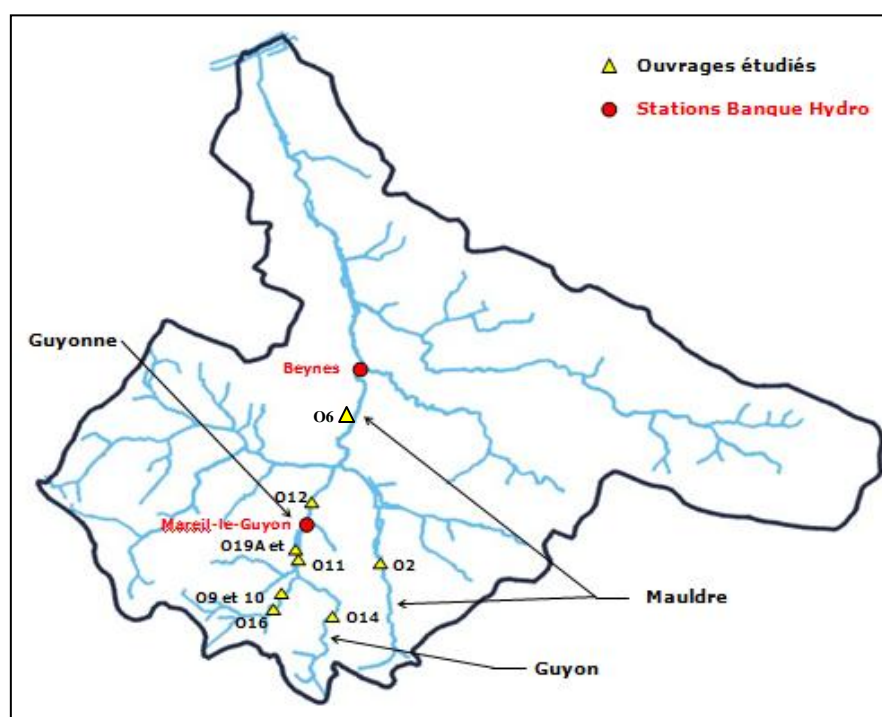 Ouvrages étudiés
Stations Banque Hydro
Guyonne
Beynes
O6
O12
Mareil-le-Guyon
O19A et
O11
O2
O9 et 10
O16
O14
Mauldre
Guyon